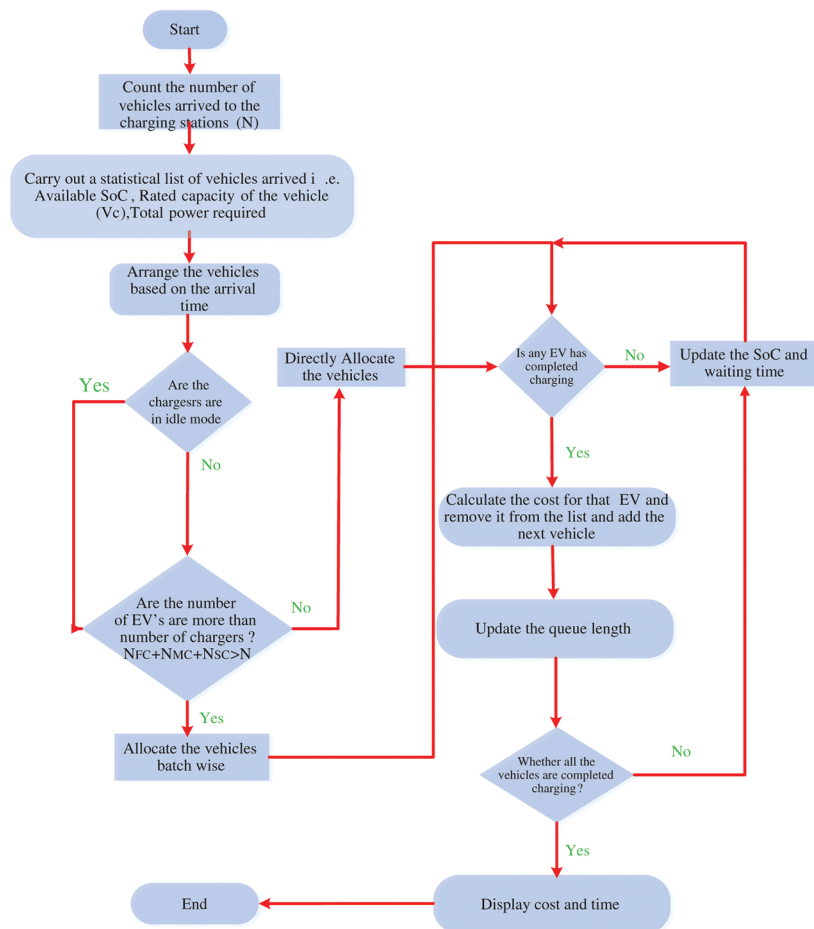 Start
Count the number of
vehicles arrived to the
charging stations (N)
Carry out a statistical list of vehicles arrived i .e.
Available SoC , Rated capacity of the vehicle
(Vc),Total power required
Arrange the vehicles
based on the arrival
time
Yes
Are the
chargesrs are
in idle mode
No
Directly Allocate
the vehicles
Are the number
of EV's are more than
number of chargers ?
NFC+NMC+NSC>N
No
Yes
Allocate the vehicles
batch wise
Is any EV has
completed
charging
No
Update the SoC and
waiting time
Yes
Calculate the cost for that EV and
remove it from the list and add the
next vehicle
Update the queue length
Whether all the
vehicles are completed
charging?
No
Yes
Display cost and time
End